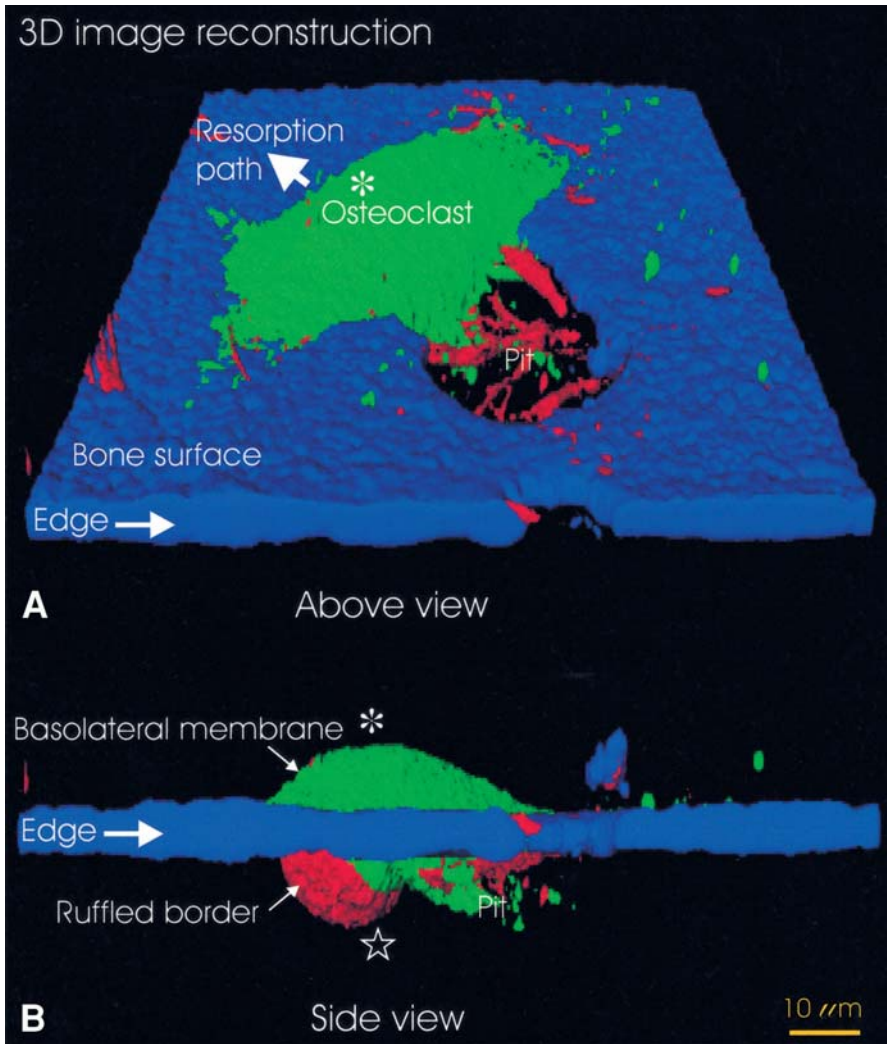 3D image reconstruction
Resorption
path
*
Osteoclast
Pit
Bone surface
Edge
A
Above view
Basolateral membrane
*
Edge
Ruffled border
Pit
☆
B
Side view
10 μm